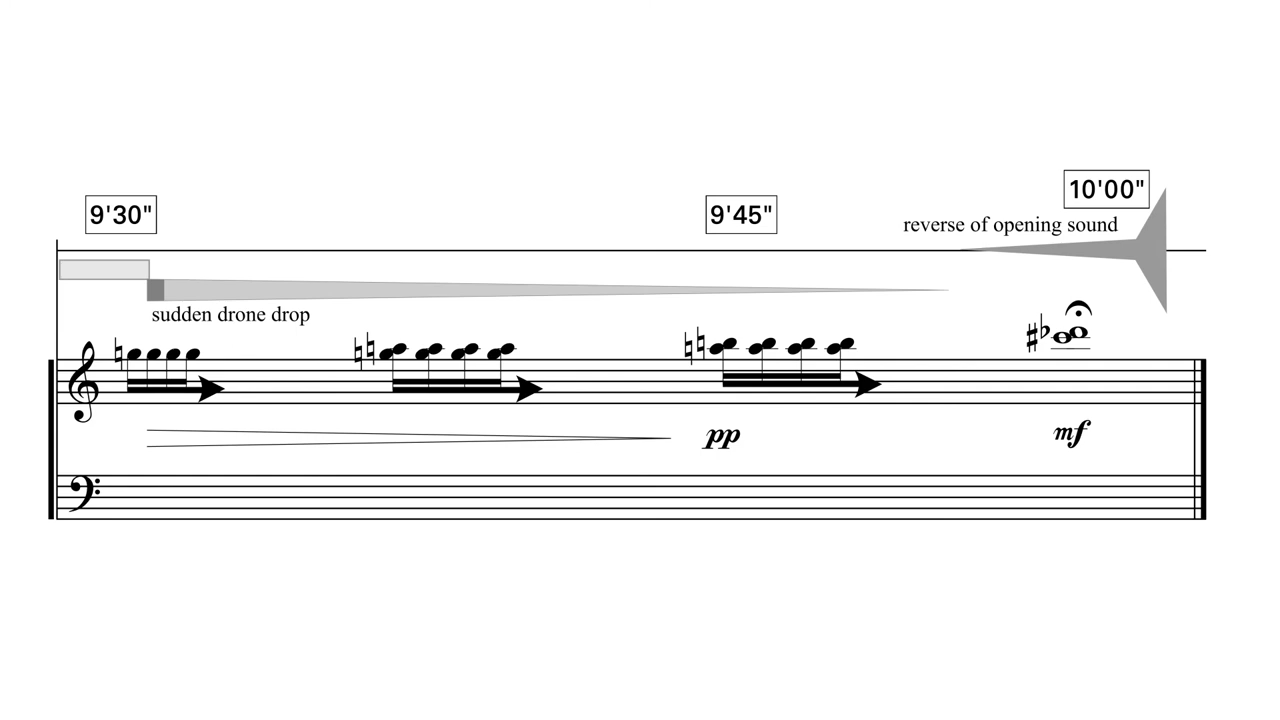 9'30"
9'45"
10'00"
reverse of opening sound
sudden drone drop
pp
mf